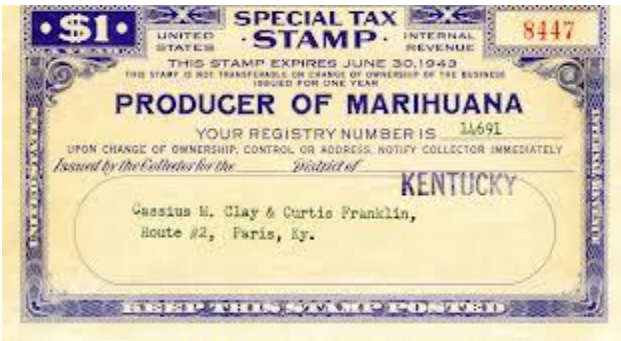 $1
SPECIAL TAX
8447
UNITED STATES
STAMP
INTERNAL REVENUE
THIS STAMP EXPIRES JUNE 30, 1943
THIS STAMP IS NOT TRANSFERABLE ON CHANGE OF OWNERSHIP OF THE BUSINESS
ISSUED FOR ONE YEAR
PRODUCER OF MARIHUANA
YOUR REGISTRY NUMBER IS 14691
UPON CHANGE OF OWNERSHIP, CONTROL OR ADDRESS, NOTIFY COLLECTOR IMMEDIATELY
Issued by the Collector for the District of
KENTUCKY
Cassius M. Clay & Curtis Franklin,
Route #2, Paris, Ky.
KEEP THIS STAMP POSTED